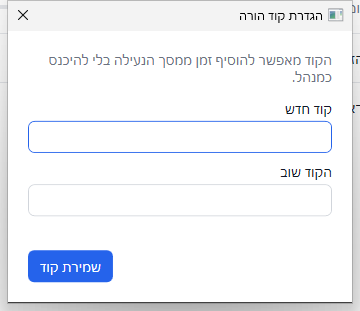 הגדרת קוד הורה
הקוד מאפשר להוסיף זמן ממסך הנעילה בלי להיכנס
כמנהל.
קוד חדש
הקוד שוב
שמירת קוד